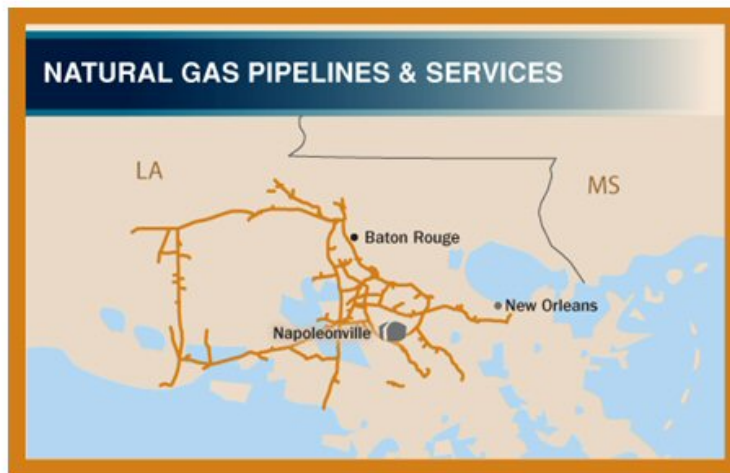 NATURAL GAS PIPELINES & SERVICES
LA
MS
Baton Rouge
New Orleans
Napoleonville